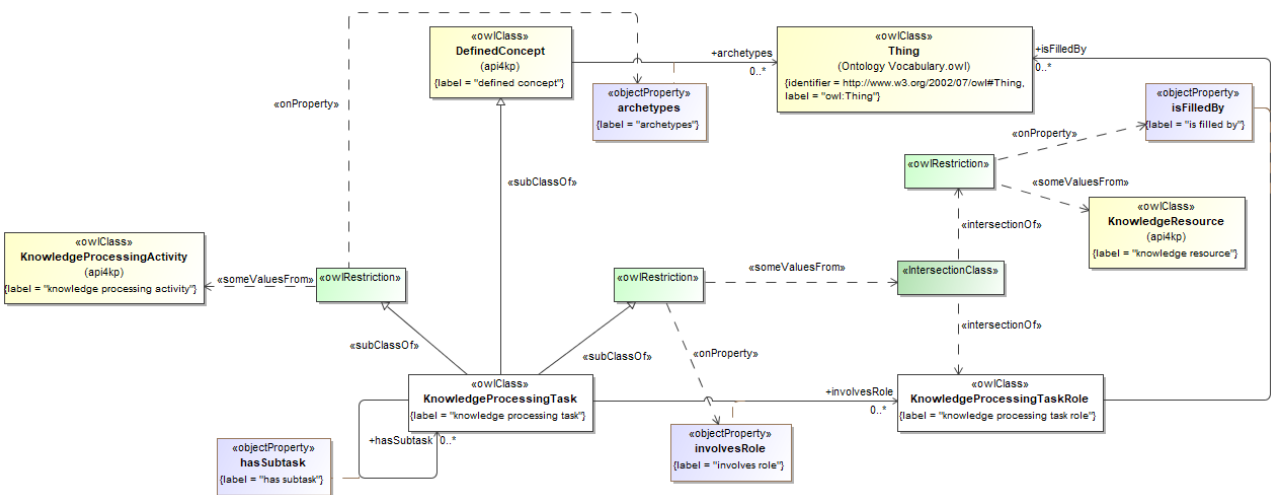 «owlClass»
DefinedConcept
(api4kp)
{label = "defined concept"}
+archetypes
0..*
«owlClass»
Thing
(Ontology Vocabulary.owl)
{identifier = http://www.w3.org/2002/07/owl#Thing,
label = "owl:Thing"}
+isFilledBy
0..*
«onProperty»
«objectProperty»
archetypes
{label = "archetypes"}
«objectProperty»
isFilledBy
{label = "is filled by"}
«onProperty»
«owlRestriction»
«someValuesFrom»
«subClassOf»
«owlClass»
KnowledgeResource
(api4kp)
{label = "knowledge resource"}
«intersectionOf»
«owlClass»
KnowledgeProcessingActivity
(api4kp)
{label = "knowledge processing activity"}
«someValuesFrom»
«owlRestriction»
«owlRestriction»
«someValuesFrom»
«IntersectionClass»
«intersectionOf»
«subClassOf»
«subClassOf»
«onProperty»
«owlClass»
KnowledgeProcessingTask
{label = "knowledge processing task"}
+involvesRole
0..*
«owlClass»
KnowledgeProcessingTaskRole
{label = "knowledge processing task role"}
+hasSubtask
0..*
«objectProperty»
hasSubtask
{label = "has subtask"}
«objectProperty»
involvesRole
{label = "involves role"}